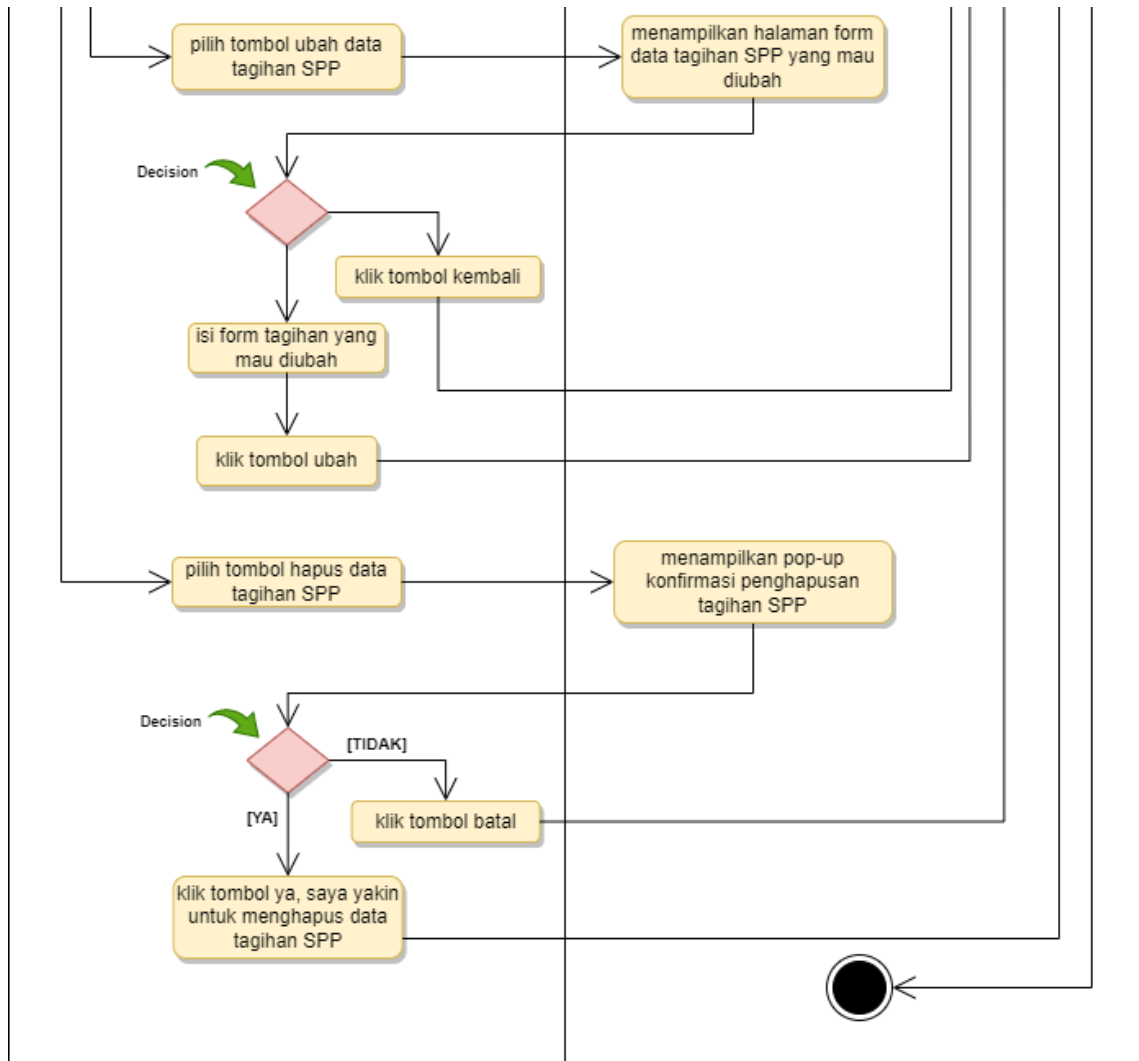 pilih tombol ubah data
tagihan SPP
menampilkan halaman form
data tagihan SPP yang mau
diubah
Decision
klik tombol kembali
isi form tagihan yang
mau diubah
klik tombol ubah
pilih tombol hapus data
tagihan SPP
menampilkan pop-up
konfirmasi penghapusan
tagihan SPP
Decision
[TIDAK]
[YA]
klik tombol batal
klik tombol ya, saya yakin
untuk menghapus data
tagihan SPP